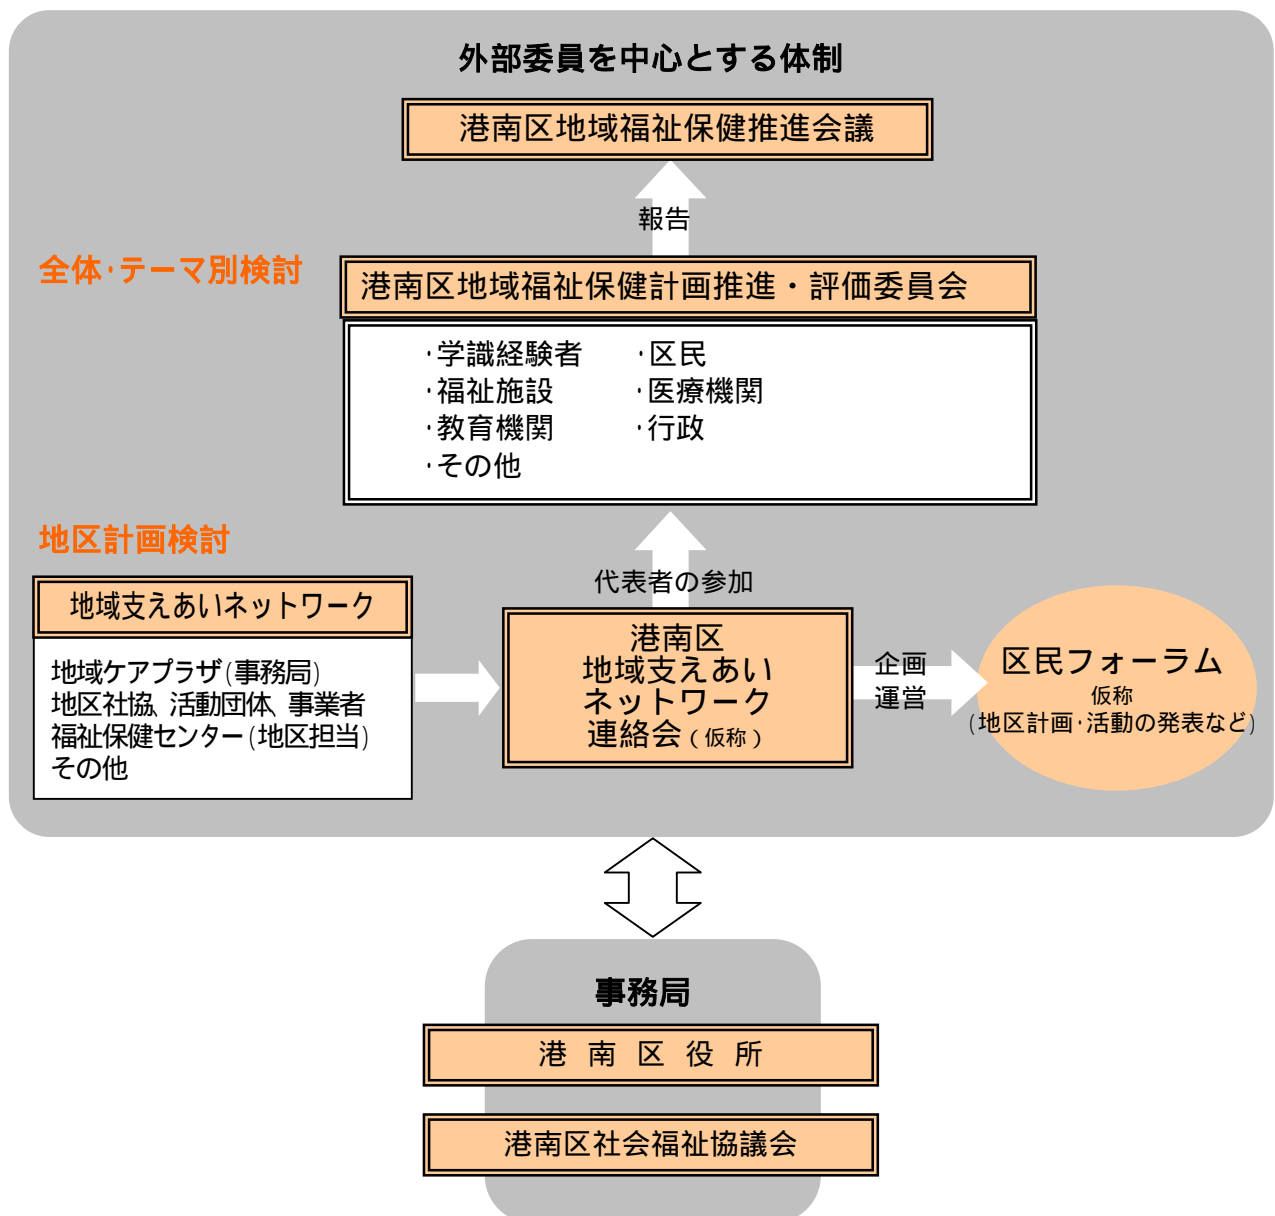 外部委員を中心とする体制
港南区地域福祉保健推進会議
報告
全体・テーマ別検討
港南区地域福祉保健計画推進・評価委員会
・学識経験者 ・区民
・福祉施設 ・医療機関
・教育機関 ・行政
・その他
地区計画検討
地域支えあいネットワーク
地域ケアプラザ(事務局)
地区社協、活動団体、事業者
福祉保健センター(地区担当)
その他
代表者の参加
港南区
地域支えあい
ネットワーク
連絡会(仮称)
企画
運営
区民フォーラム
仮称
(地区計画・活動の発表など)
事務局
港南区役所
港南区社会福祉協議会